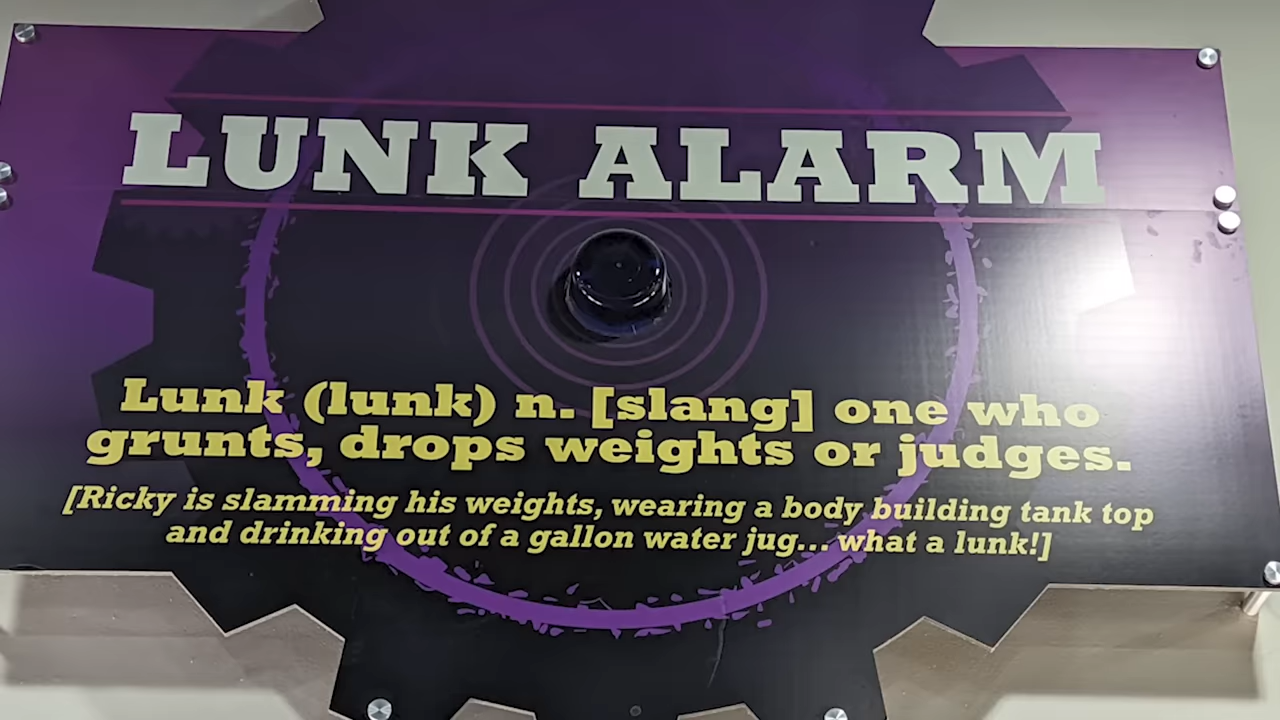 LUNK ALARM
Lunk (lunk) n. [slang] one who
grunts, drops weights or judges.
[Ricky is slamming his weights, wearing a body building tank top
and drinking out of a gallon water jug... what a lunk!]